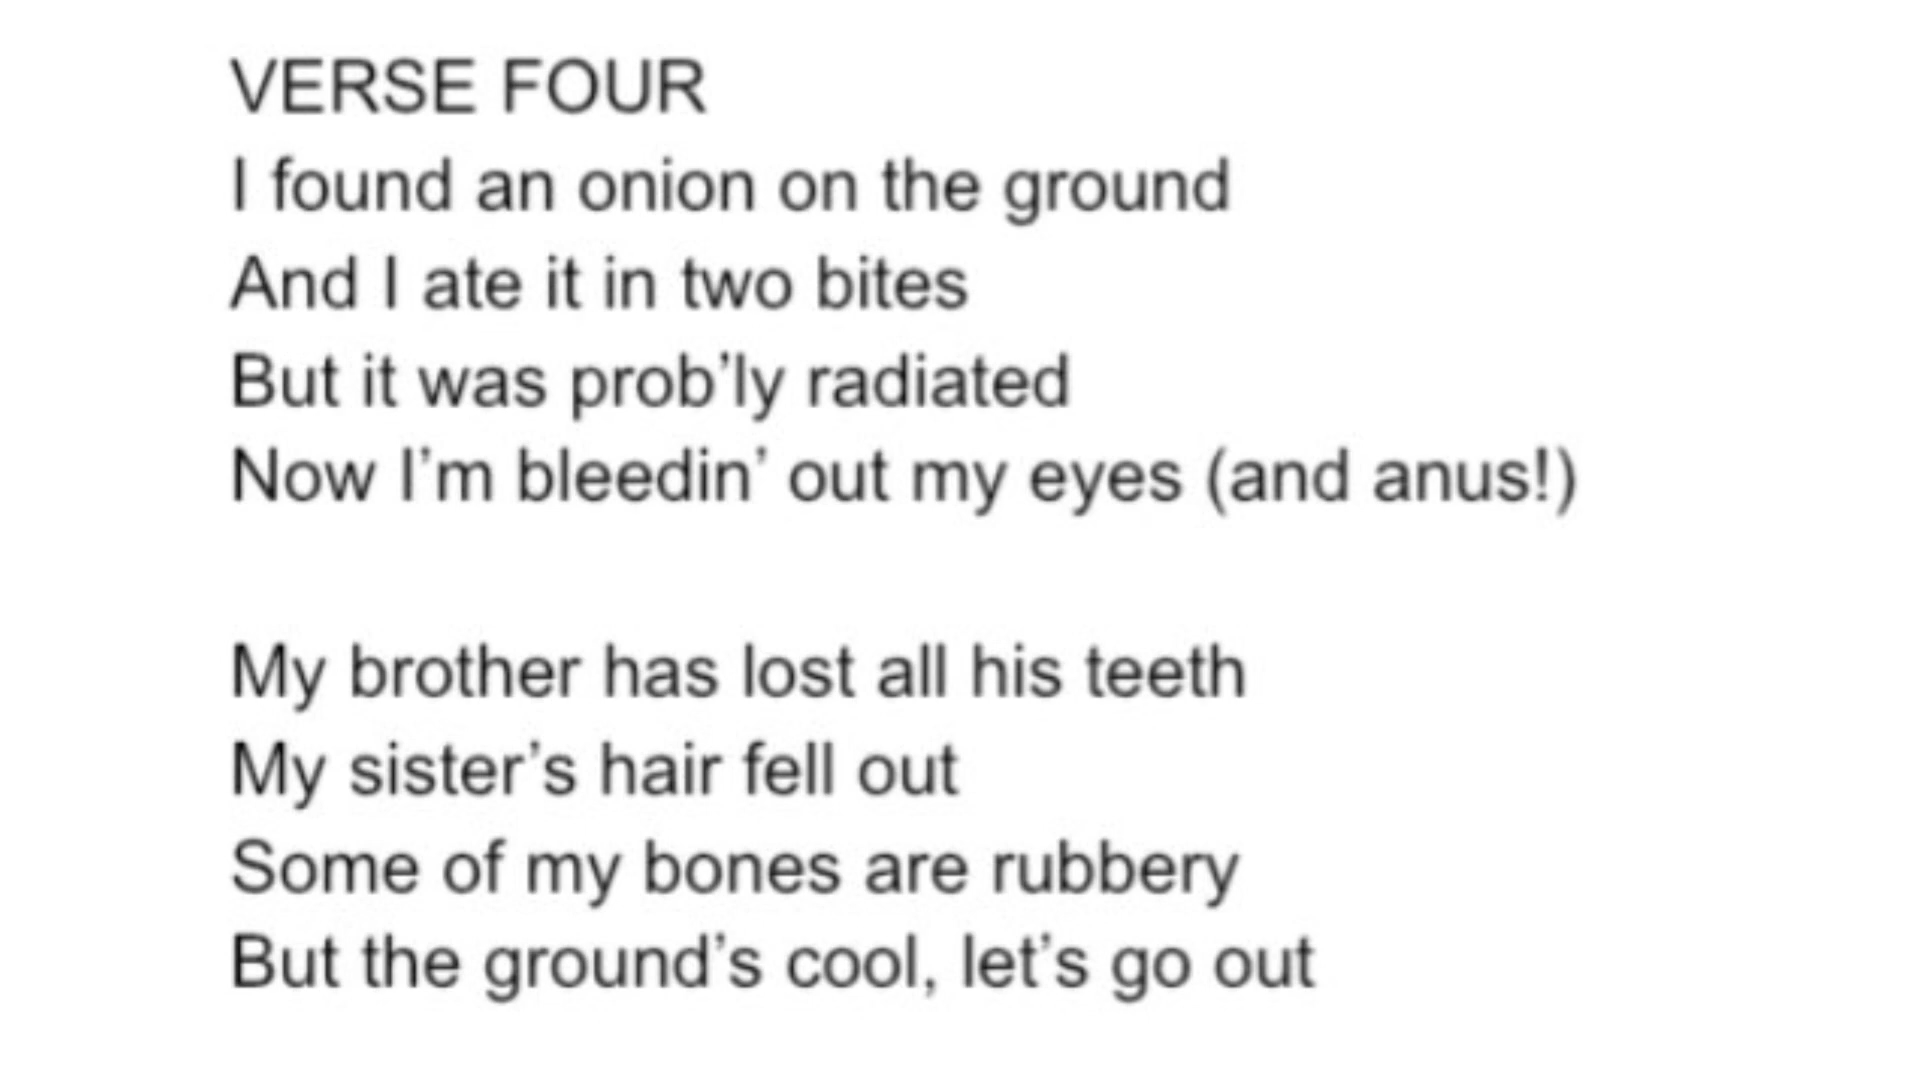 VERSE FOUR
I found an onion on the ground
And I ate it in two bites
But it was prob’ly radiated
Now I’m bleedin’ out my eyes (and anus!)
My brother has lost all his teeth
My sister’s hair fell out
Some of my bones are rubbery
But the ground’s cool, let’s go out